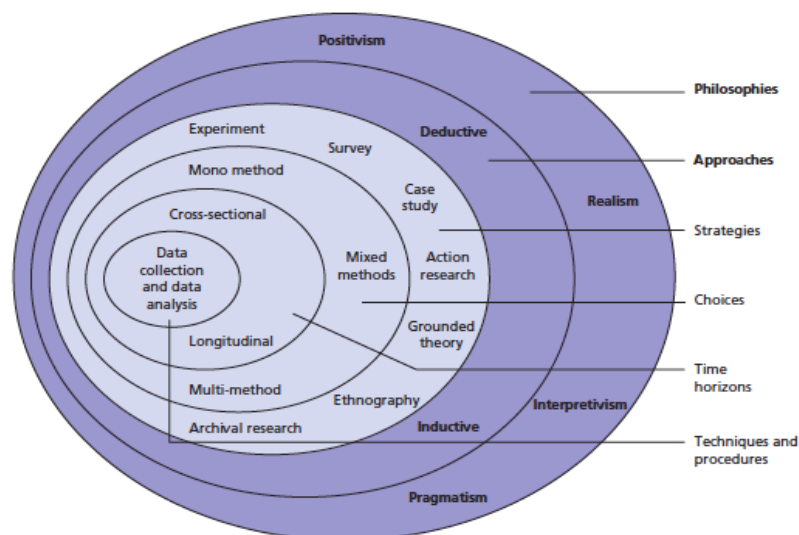 Positivism
Philosophies
Experiment
Survey
Deductive
Approaches
Mono method
Case
study
Realism
Cross-sectional
Strategies
Data
collection
and data
analysis
Mixed
methods
Action
research
Choices
Grounded
theory
Longitudinal
Time
horizons
Multi-method
Ethnography
Interpretivism
Archival research
Inductive
Techniques and
procedures
Pragmatism